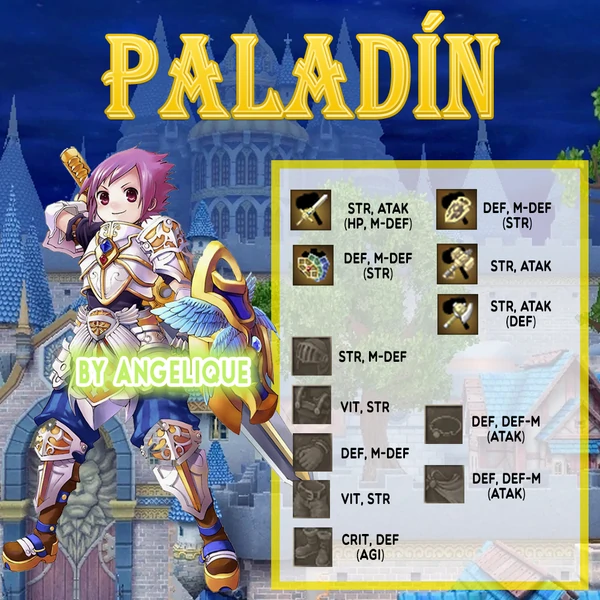 PALADÍN
STR, ATAK
(HP, M-DEF)
DEF, M-DEF
(STR)
DEF, M-DEF
(STR)
STR, ATAK
STR, ATAK
(DEF)
STR, M-DEF
BY ANGELIQUE
VIT, STR
DEF, DEF-M
(ATAK)
DEF, M-DEF
DEF, DEF-M
(ATAK)
VIT, STR
CRIT, DEF
(AGI)